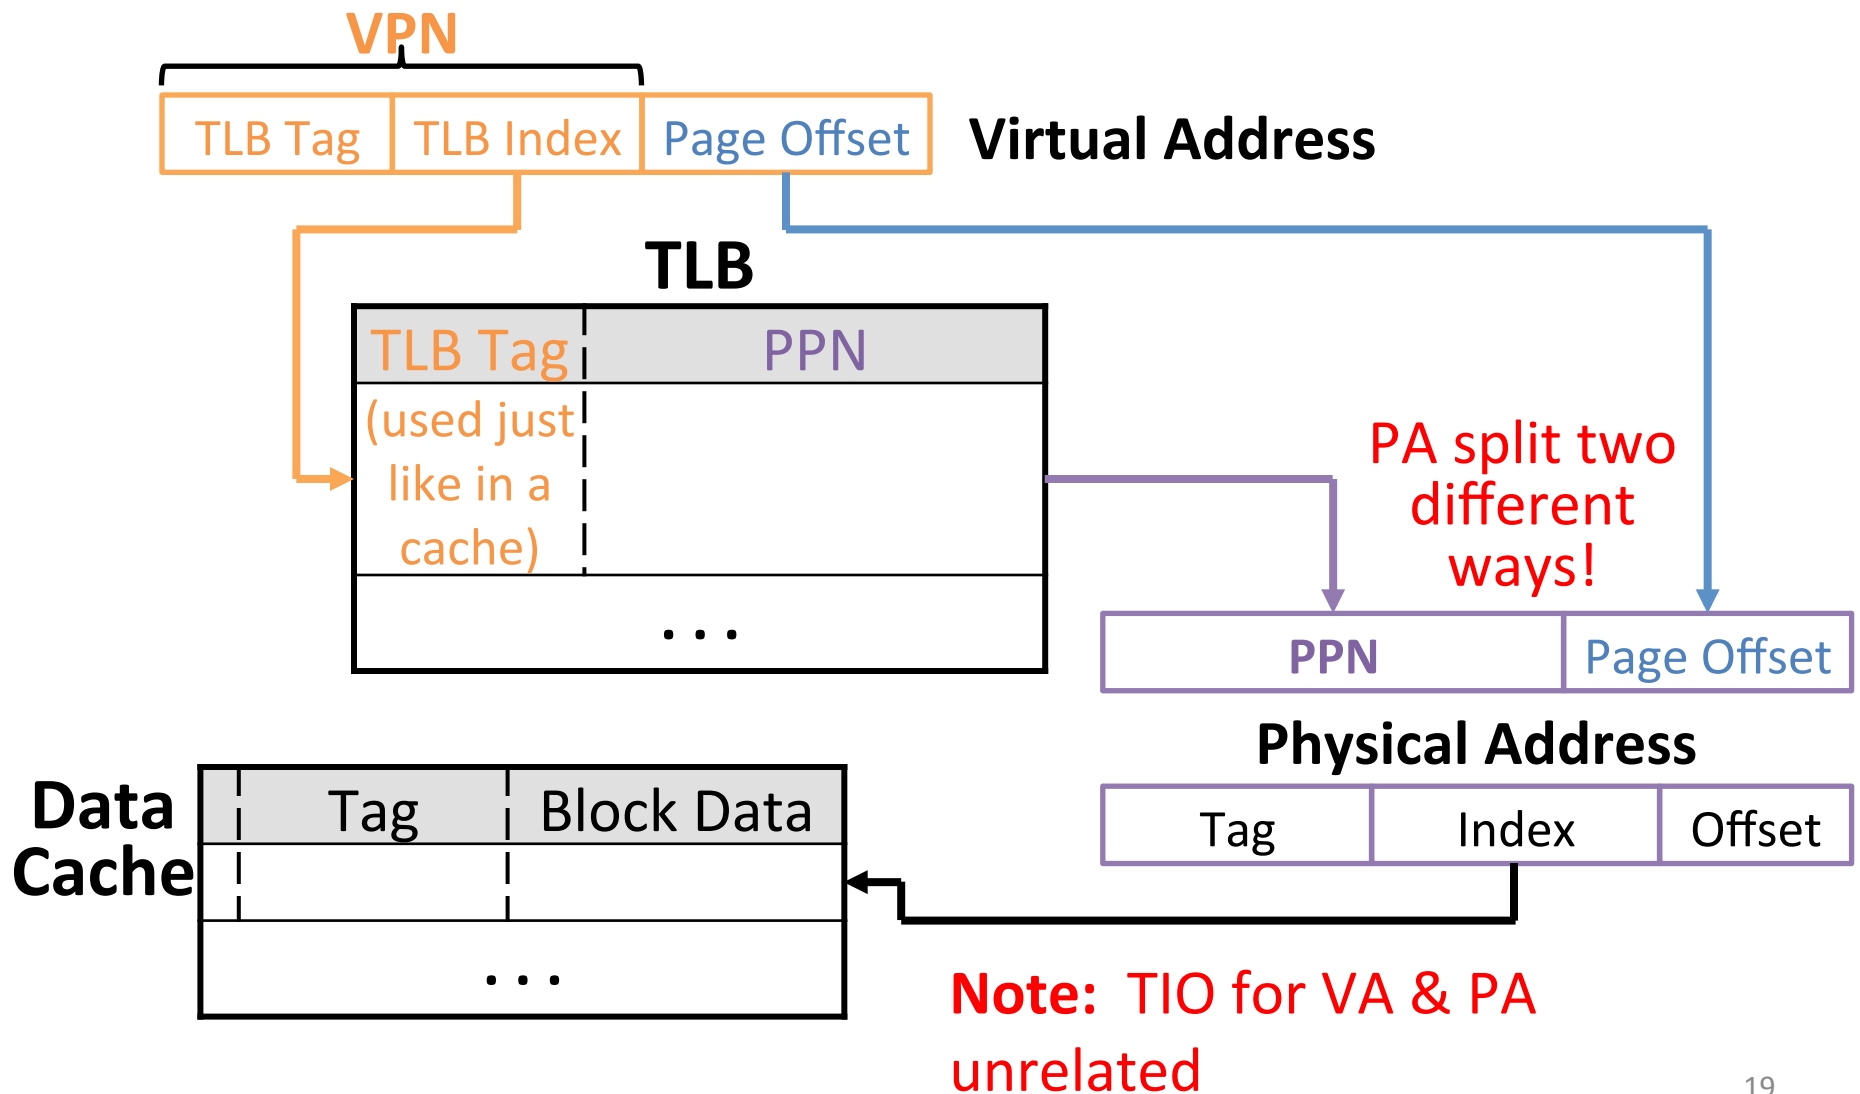 VPN
TLB Tag TLB Index Page Offset Virtual Address
TLB
TLB Tag PPN
(used just
like in a
cache)
. . .
PA split two
different
ways!
PPN Page Offset
Physical Address
Tag Index Offset
Data
Cache
Tag Block Data
. . .
Note: TIO for VA & PA
unrelated
19